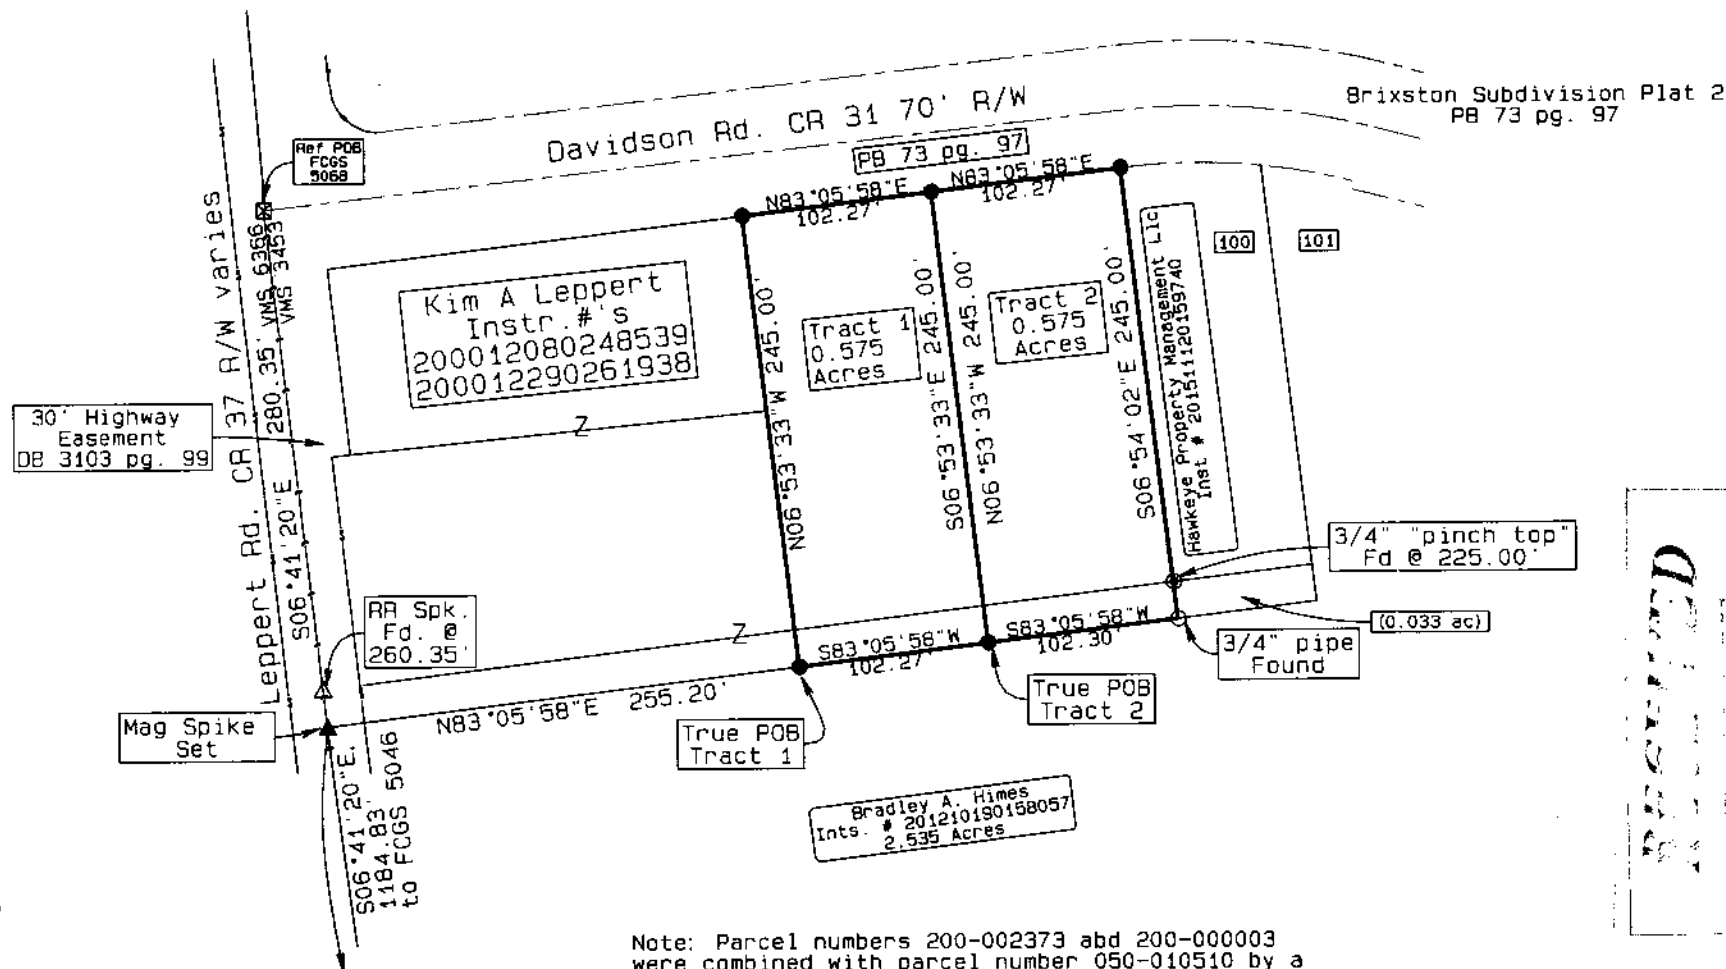 Brixston Subdivision Plat 2
PB 73 pg. 97
Davidson Rd. CR 31 70' R/W
PB 73 pg. 97
Ref POB
FCGS
5068
N83°05'58"E
102.27'
N83°05'58"E
102.27'
Leppert Rd. CR 37 R/W varies
S06°41'20"E 280.35'
VMS 6366
VMS 3453
Kim A Leppert
Instr.#'s
200012080248539
200012290261938
N06°53'33"W 245.00'
Tract 1
0.575
Acres
S06°53'33"E 245.00'
N06°53'33"W 245.00'
Tract 2
0.575
Acres
S06°54'02"E 245.00'
Hawkeye Property Management Llc
Inst # 201511120159740
100
101
30' Highway
Easement
DB 3103 pg. 99
Z
3/4" "pinch top"
Fd @ 225.00'
RR Spk.
Fd. @
260.35'
Z
S83°05'58"W
102.27'
S83°05'58"W
102.30'
(0.033 ac)
3/4" pipe
Found
True POB
Tract 2
N83°05'58"E 255.20'
Mag Spike
Set
True POB
Tract 1
S06°41'20"E.
1184.83'
to FCGS 5046
Bradley A. Himes
Ints. # 201210190158057
2.535 Acres
Note: Parcel numbers 200-002373 abd 200-000003
were combined with parcel number 050-010510 by a